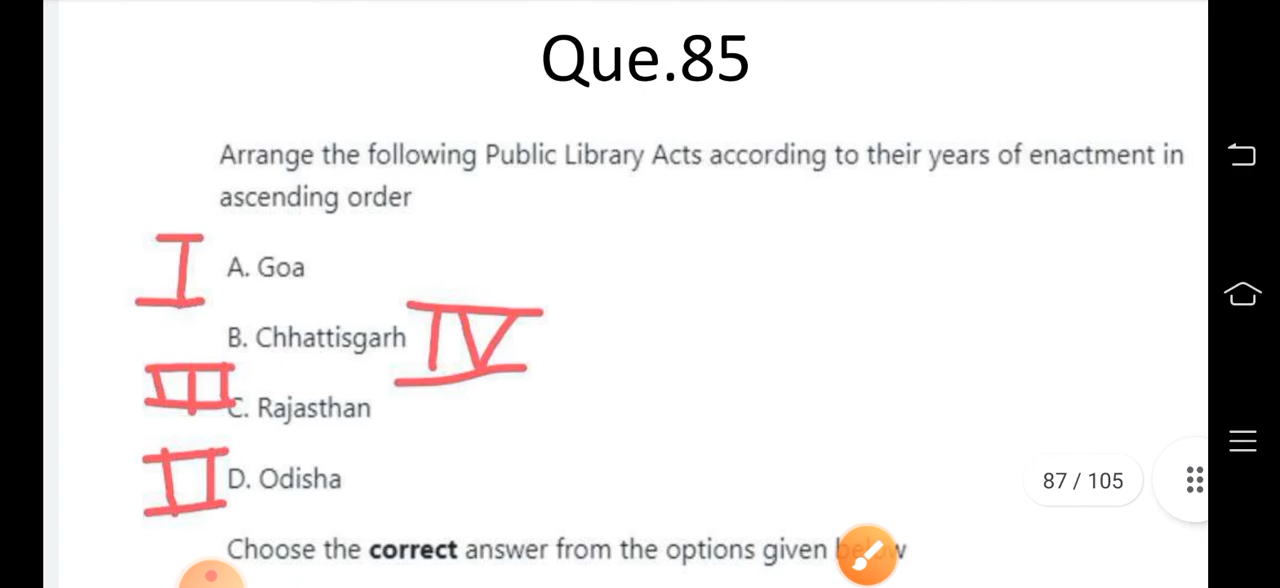 Que.85
Arrange the following Public Library Acts according to their years of enactment in
ascending order
I A. Goa
B. Chhattisgarh IV
III C. Rajasthan
II D. Odisha
87 / 105
Choose the correct answer from the options given below